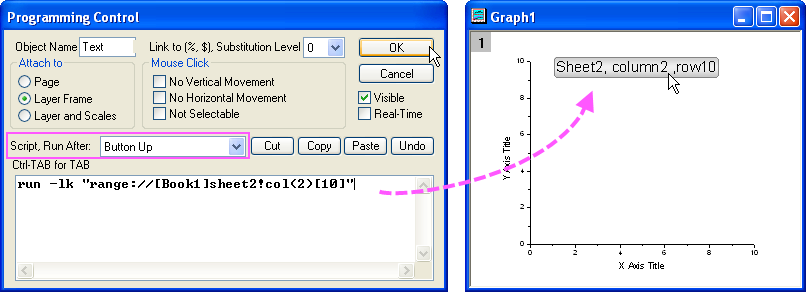 Programming Control
Object Name Text Link to (%, $), Substitution Level 0 OK
Attach to Mouse Click Cancel
Page No Vertical Movement
Layer Frame No Horizontal Movement Visible
Layer and Scales Not Selectable Real-Time
Script, Run After: Button Up Cut Copy Paste Undo
Ctrl-TAB for TAB
run -lk "range://[Book1]sheet2!col(2)[10]"
Graph1
1
Sheet2, column2 ,row10
10
8
6
4
2
0
Y Axis Title
0 2 4 6 8 10
X Axis Title